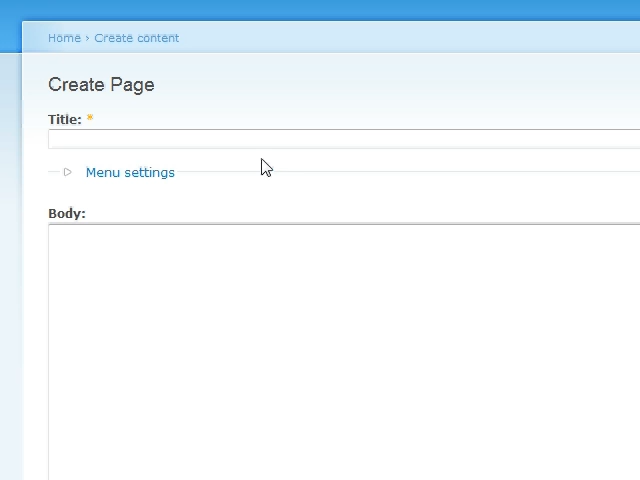 Home › Create content
Create Page
Title: *
Menu settings
Body: